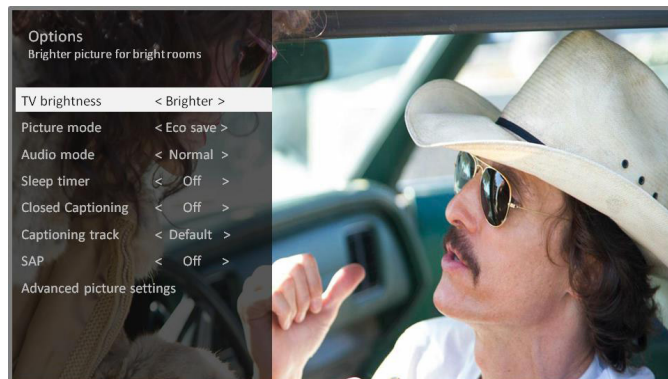 Options
Brighter picture for bright rooms
TV brightness < Brighter >
Picture mode < Eco save >
Audio mode < Normal >
Sleep timer < Off >
Closed Captioning < Off >
Captioning track < Default >
SAP < Off >
Advanced picture settings